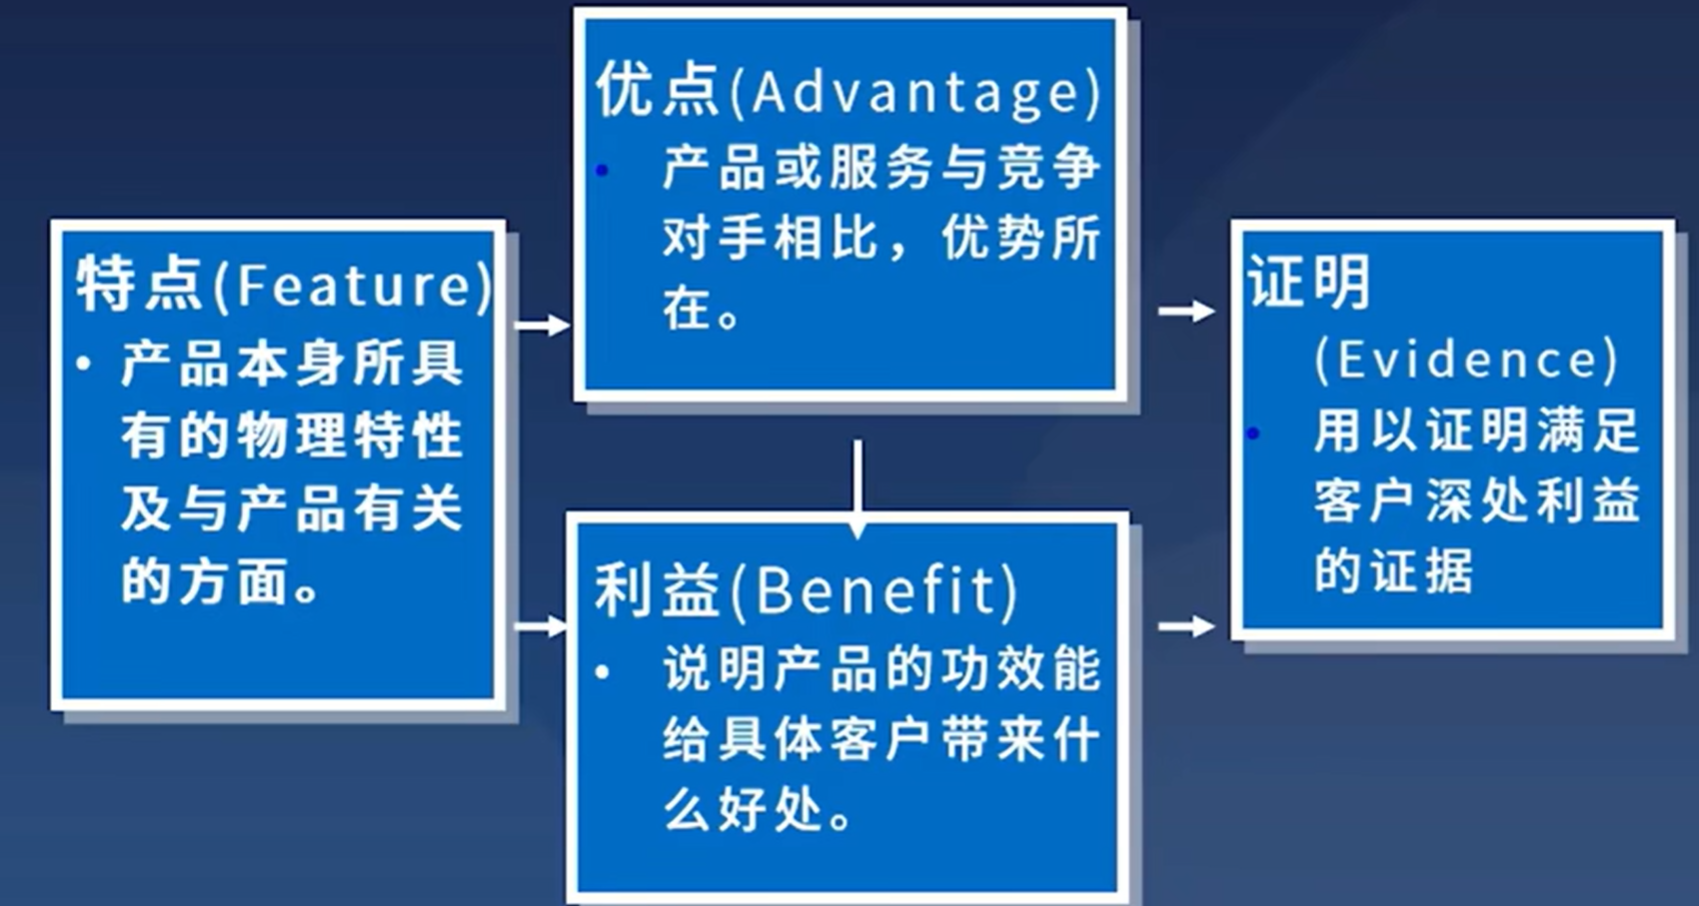 特点(Feature)
• 产品本身所具
有的物理特性
及与产品有关
的方面。
优点(Advantage)
• 产品或服务与竞争
对手相比，优势所
在。
利益(Benefit)
• 说明产品的功效能
给具体客户带来什
么好处。
证明
(Evidence)
• 用以证明满足
客户深处利益
的证据